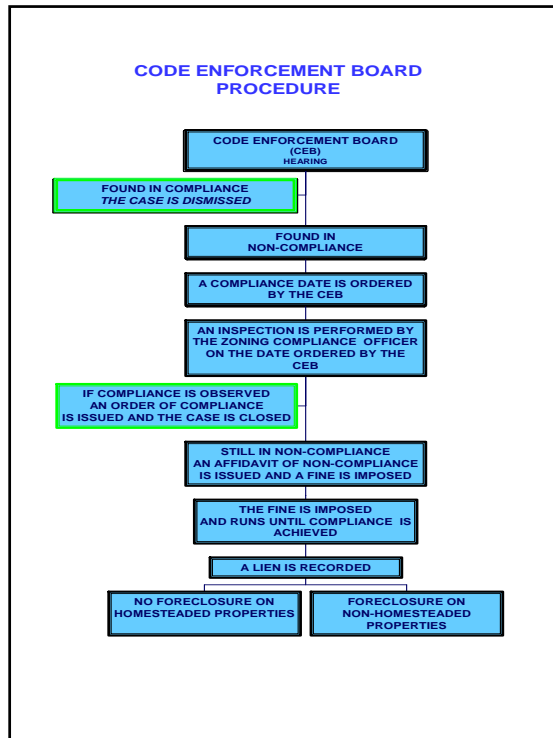 CODE ENFORCEMENT BOARD
PROCEDURE
CODE ENFORCEMENT BOARD
(CEB)
HEARING
FOUND IN COMPLIANCE
THE CASE IS DISMISSED
FOUND IN
NON-COMPLIANCE
A COMPLIANCE DATE IS ORDERED
BY THE CEB
AN INSPECTION IS PERFORMED BY
THE ZONING COMPLIANCE OFFICER
ON THE DATE ORDERED BY THE
CEB
IF COMPLIANCE IS OBSERVED
AN ORDER OF COMPLIANCE
IS ISSUED AND THE CASE IS CLOSED
STILL IN NON-COMPLIANCE
AN AFFIDAVIT OF NON-COMPLIANCE
IS ISSUED AND A FINE IS IMPOSED
THE FINE IS IMPOSED
AND RUNS UNTIL COMPLIANCE IS
ACHIEVED
A LIEN IS RECORDED
NO FORECLOSURE ON
HOMESTEADED PROPERTIES
FORECLOSURE ON
NON-HOMESTEADED
PROPERTIES